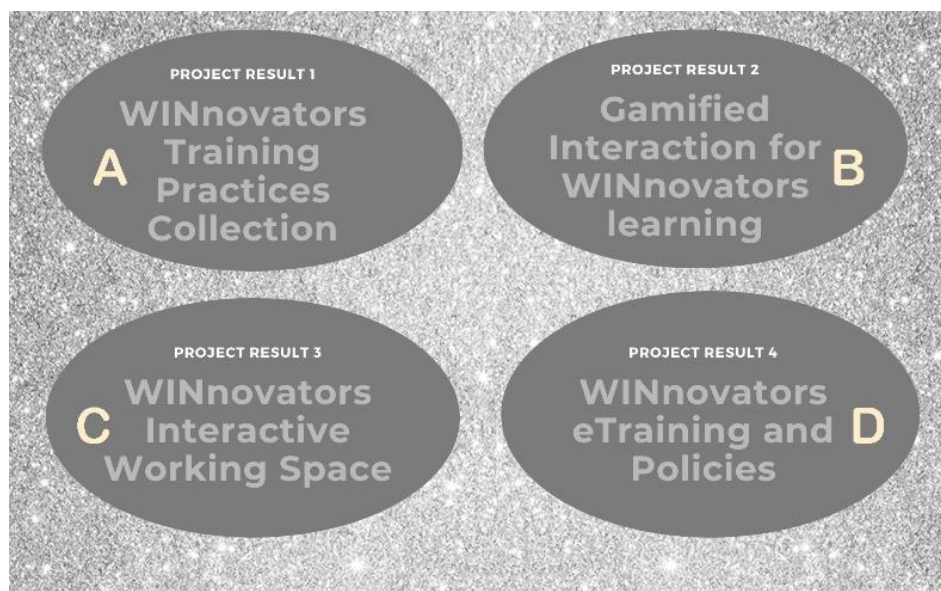 PROJECT RESULT 1
WINnovators
Training
Practices
Collection
A
PROJECT RESULT 2
Gamified
Interaction for
WINnovators
learning
B
PROJECT RESULT 3
WINnovators
Interactive
Working Space
C
PROJECT RESULT 4
WINnovators
eTraining and
Policies
D